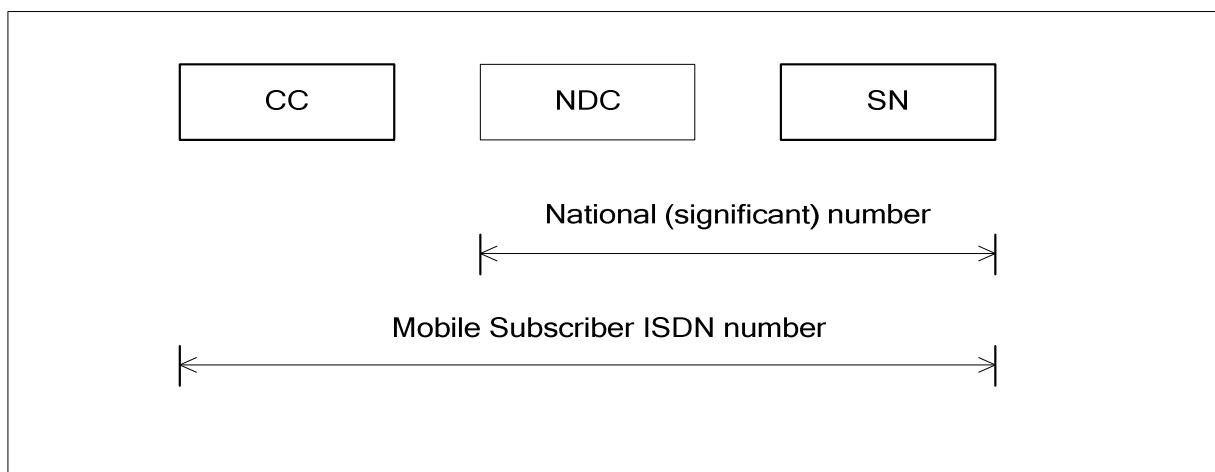 CC NDC SN
National (significant) number
Mobile Subscriber ISDN number